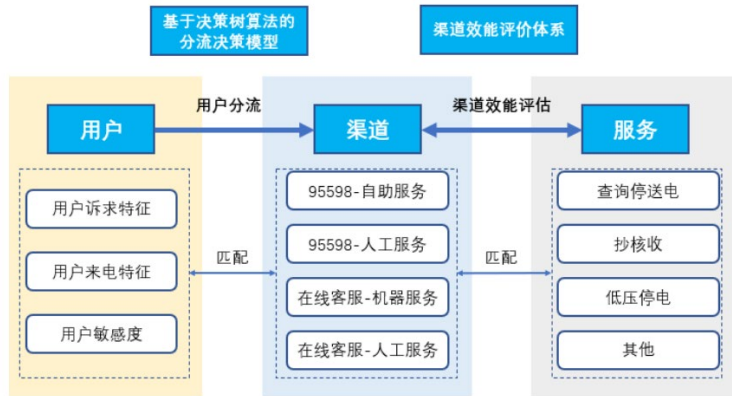 基于决策树算法的
分流决策模型
渠道效能评价体系
用户
用户分流
渠道
渠道效能评估
服务
用户诉求特征
用户来电特征
用户敏感度
匹配
95598-自助服务
95598-人工服务
在线客服-机器服务
在线客服-人工服务
匹配
查询停送电
抄核收
低压停电
其他